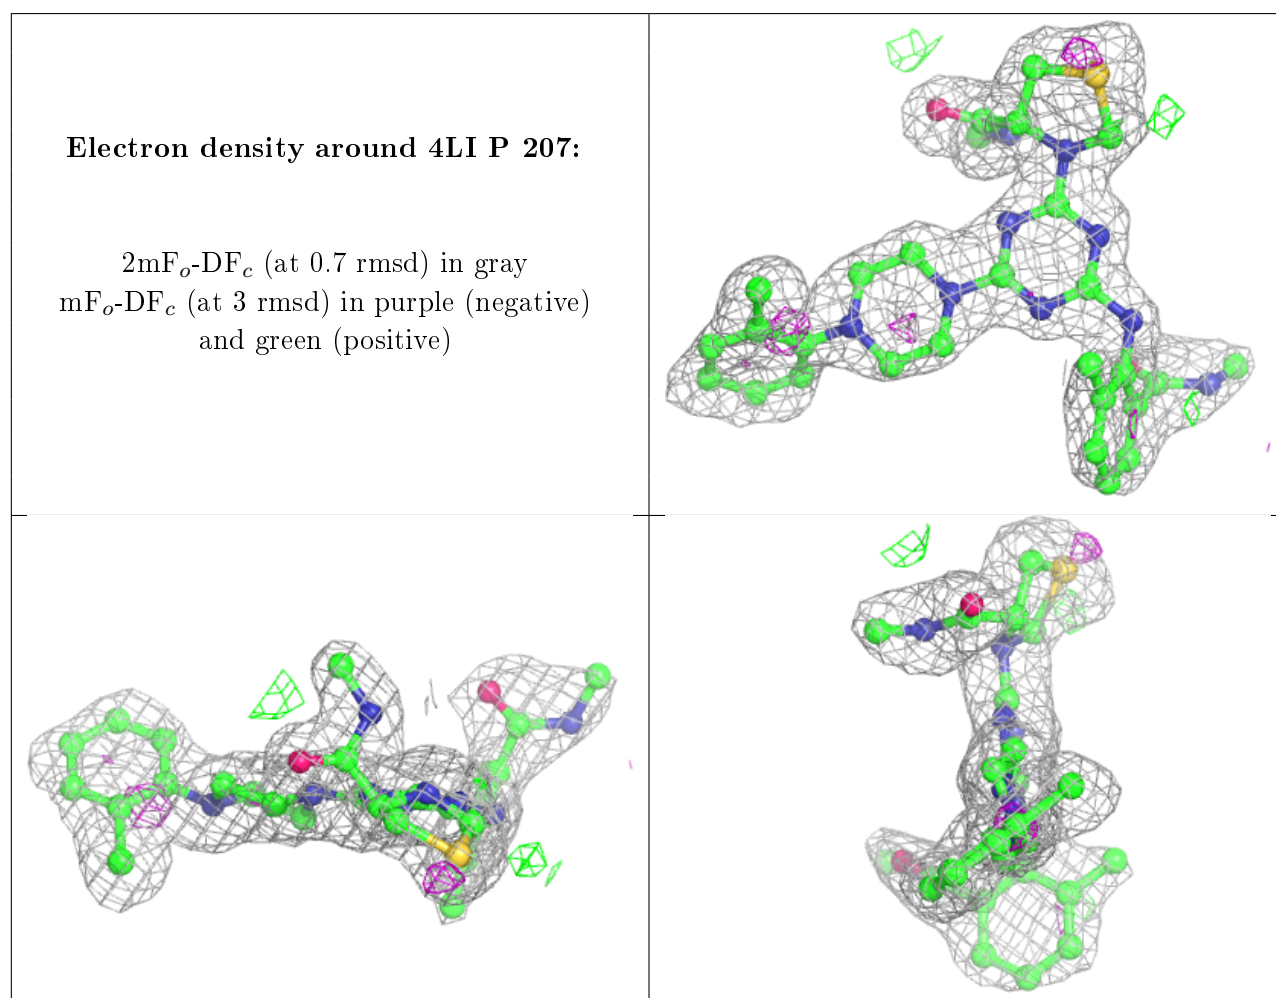 Electron density around 4LI P 207:
2mFo-DFc (at 0.7 rmsd) in gray
mFo-DFc (at 3 rmsd) in purple (negative)
and green (positive)